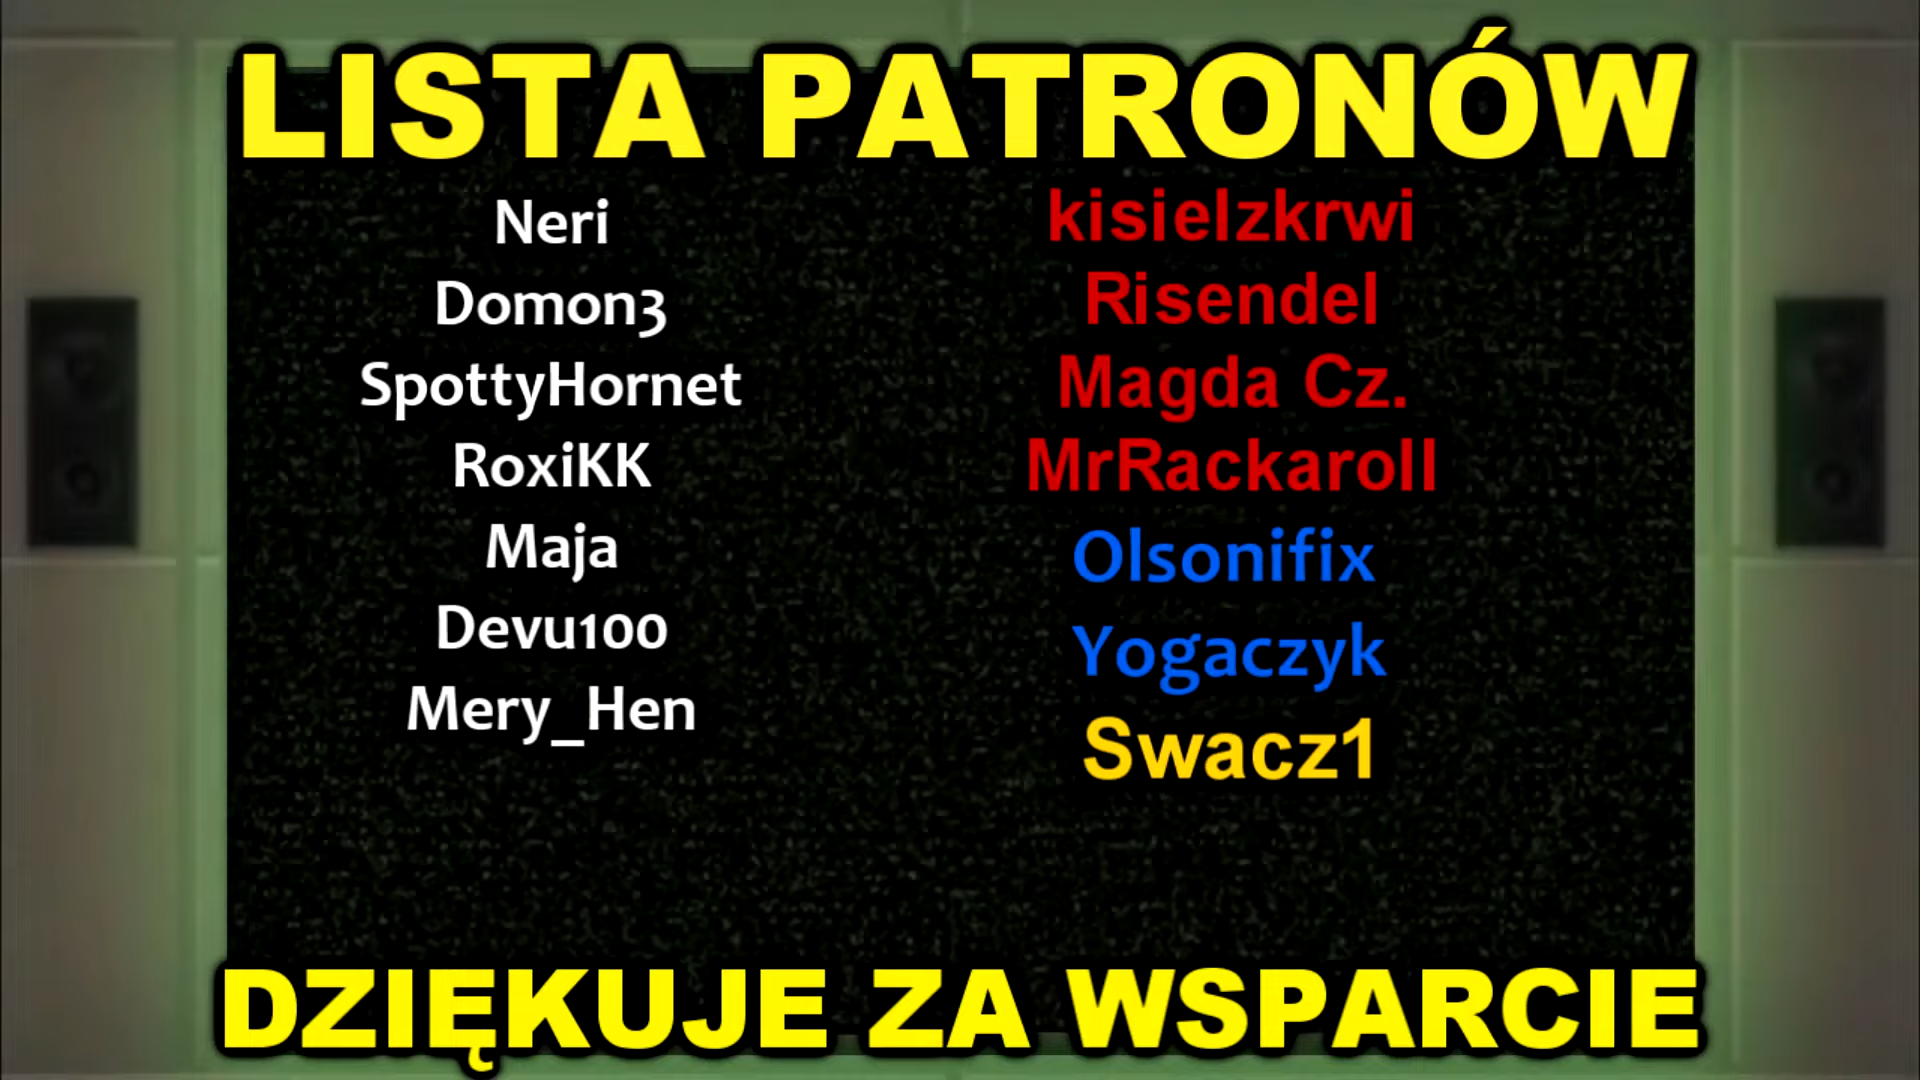 LISTA PATRONÓW
Neri
Domon3
SpottyHornet
RoxiKK
Maja
Devu100
Mery_Hen
kisielzkrwi
Risendel
Magda Cz.
MrRackaroll
Olsonifix
Yogaczyk
Swacz1
DZIĘKUJE ZA WSPARCIE